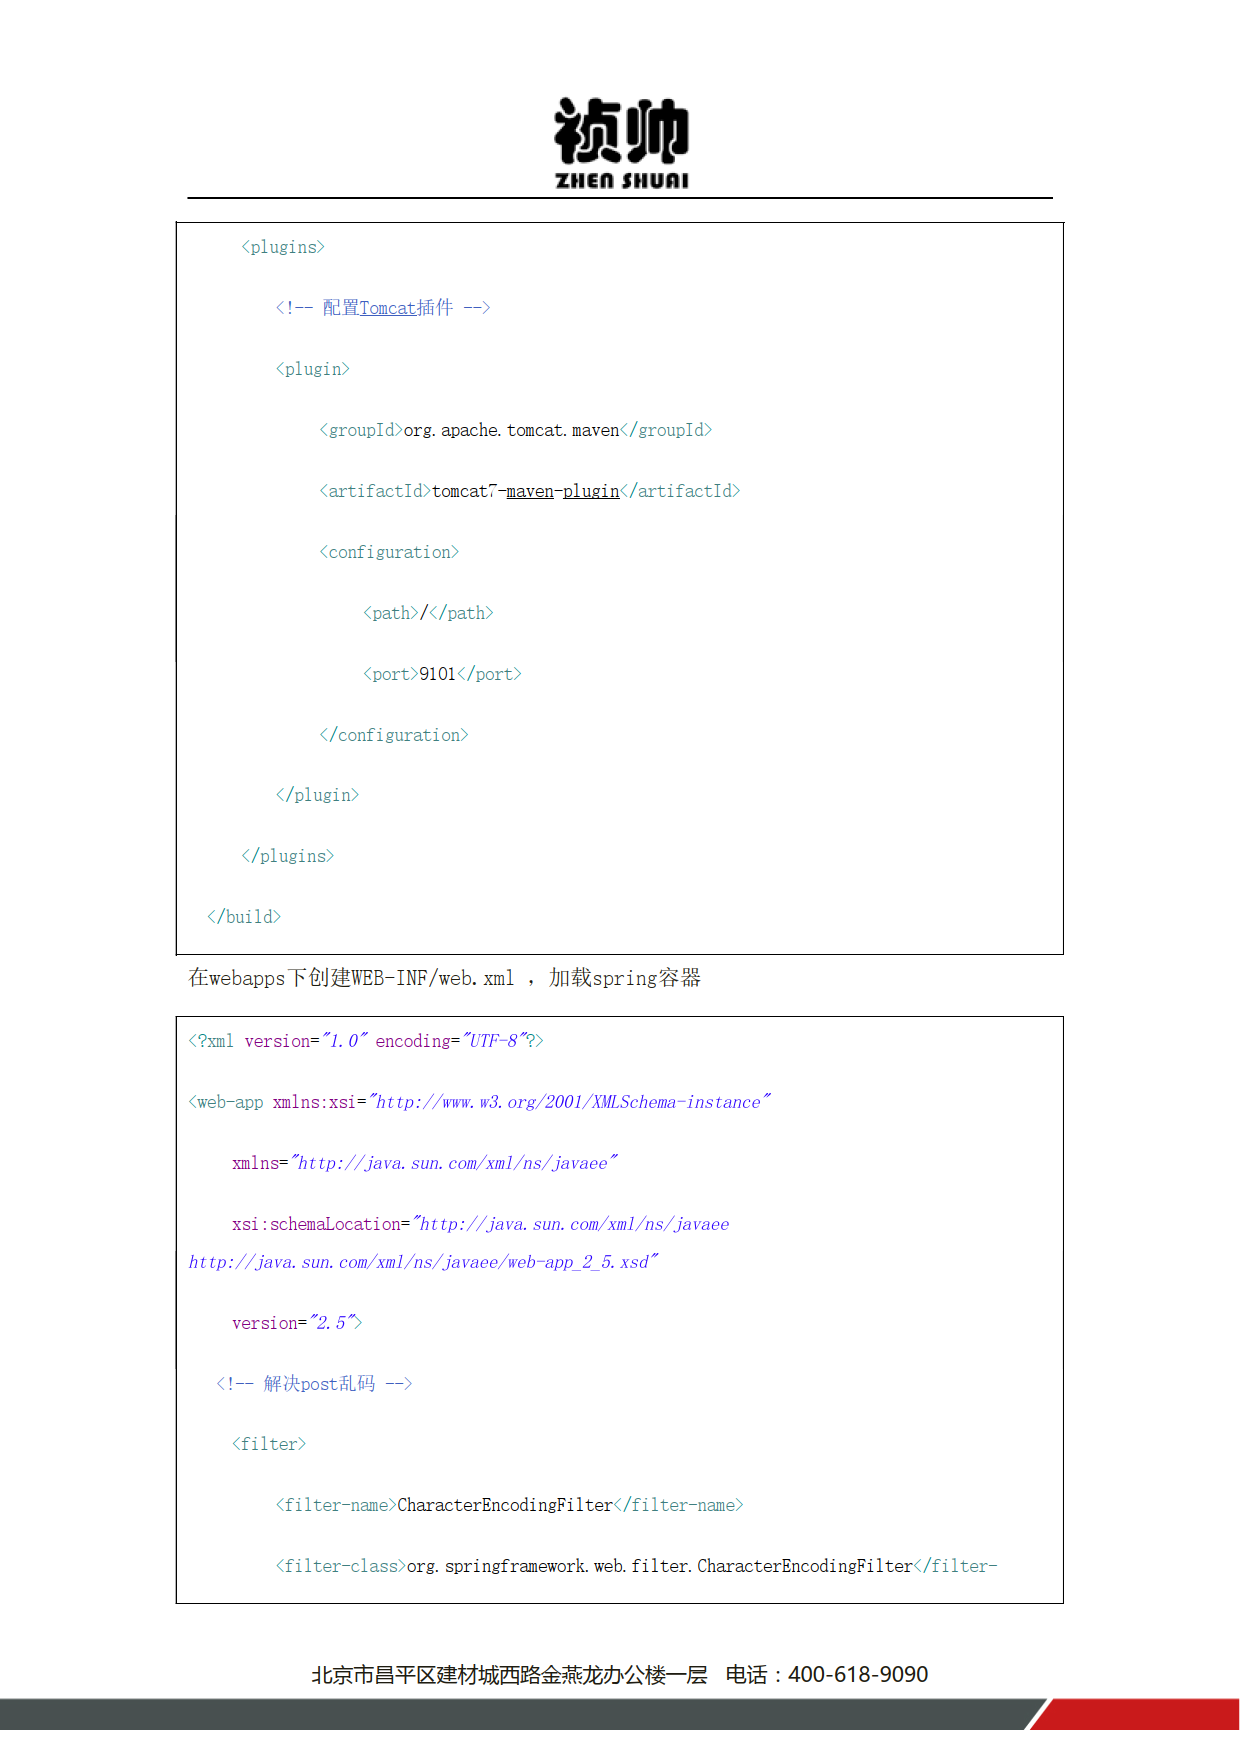 祯帅
ZHEN SHUAI
<plugins>
<!-- 配置Tomcat插件 -->
<plugin>
<groupId>org.apache.tomcat.maven</groupId>
<artifactId>tomcat7-maven-plugin</artifactId>
<configuration>
<path>/</path>
<port>9101</port>
</configuration>
</plugin>
</plugins>
</build>
在webapps下创建WEB-INF/web.xml ，加载spring容器
<?xml version="1.0" encoding="UTF-8"?>
<web-app xmlns:xsi="http://www.w3.org/2001/XMLSchema-instance"
xmlns="http://java.sun.com/xml/ns/javaee"
xsi:schemaLocation="http://java.sun.com/xml/ns/javaee
http://java.sun.com/xml/ns/javaee/web-app_2_5.xsd"
version="2.5">
<!-- 解决post乱码 -->
<filter>
<filter-name>CharacterEncodingFilter</filter-name>
<filter-class>org.springframework.web.filter.CharacterEncodingFilter</filter-
北京市昌平区建材城西路金燕龙办公楼一层 电话：400-618-9090